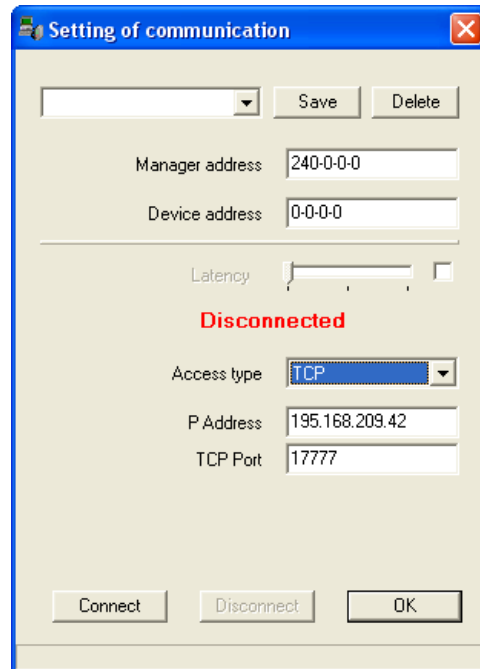 Setting of communication
Save Delete
Manager address 240-0-0-0
Device address 0-0-0-0
Latency
Disconnected
Access type TCP
P Address 195.168.209.42
TCP Port 17777
Connect Disconnect OK